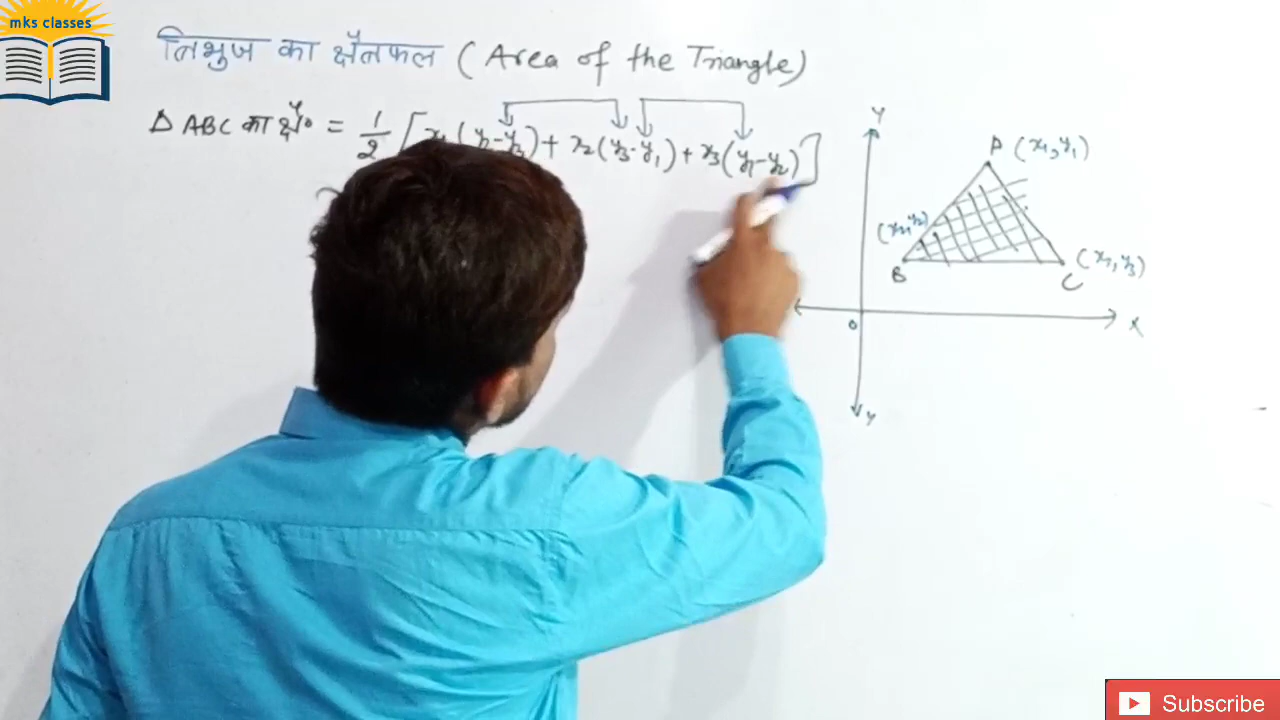 mks classes
त्रिभुज का क्षेत्रफल (Area of the Triangle)
Δ ABC का क्षे० = 1/2 [x₁(y₂-y₃) + x₂(y₃-y₁) + x₃(y₁-y₂)]
Y
A (x₁, y₁)
(x₂, y₂)
B
C (x₃, y₃)
O
X
Y
Subscribe